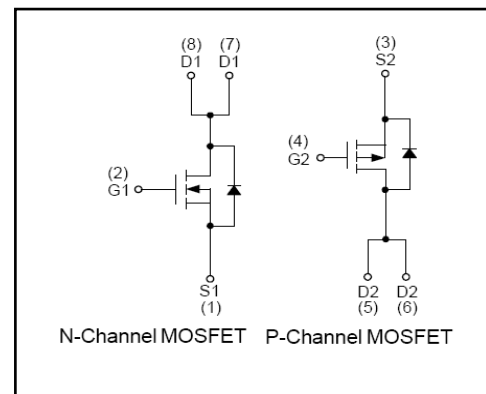 (8) (7)
D1 D1
(2)
G1
S1
(1)
N-Channel MOSFET
(3)
S2
(4)
G2
D2 D2
(5) (6)
P-Channel MOSFET